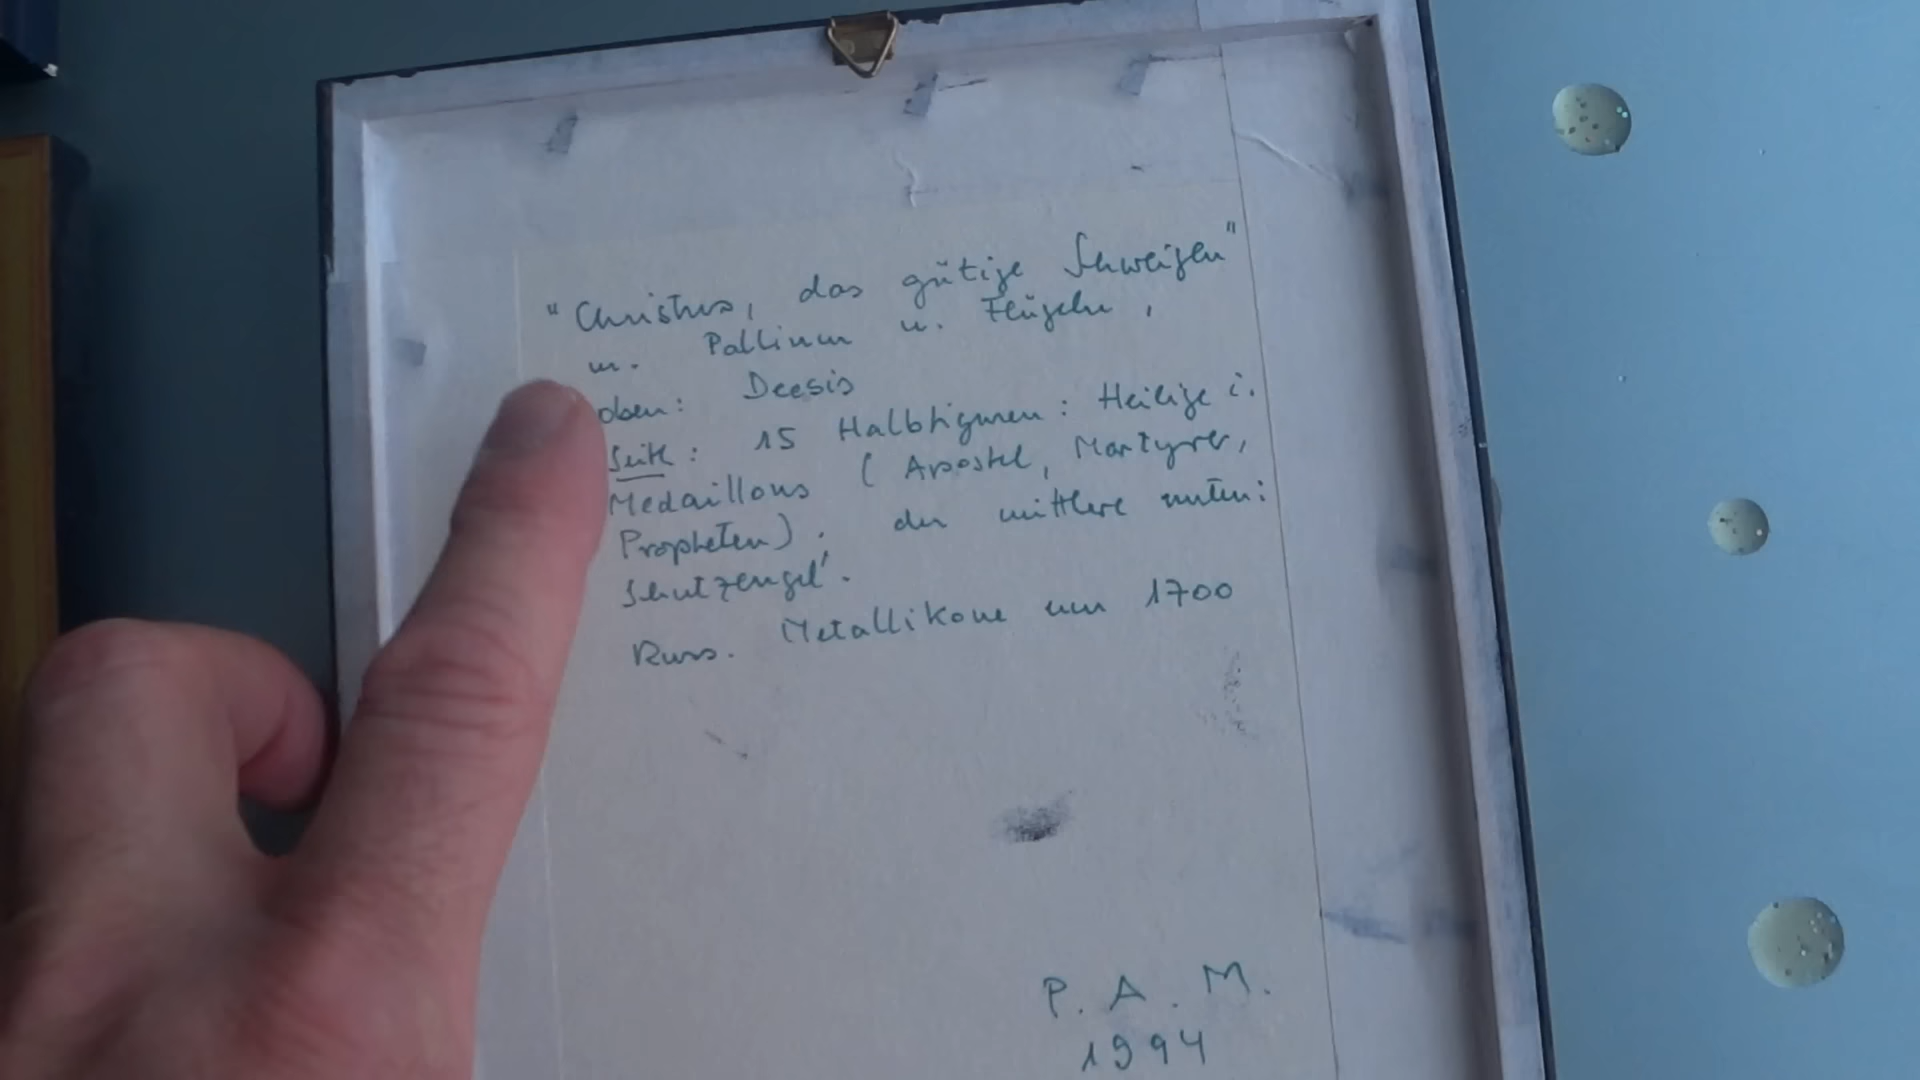 "Christus, das gütige Schweigen"
m. Pallium u. Flügeln,
oben: Deesis
Seitl: 15 Halbfiguren: Heilige i.
Medaillons (Apostel, Martyrer,
Propheten), der mittlere unten:
Schutzengel'.
Russ. Metallikone um 1700
P. A. M.
1994